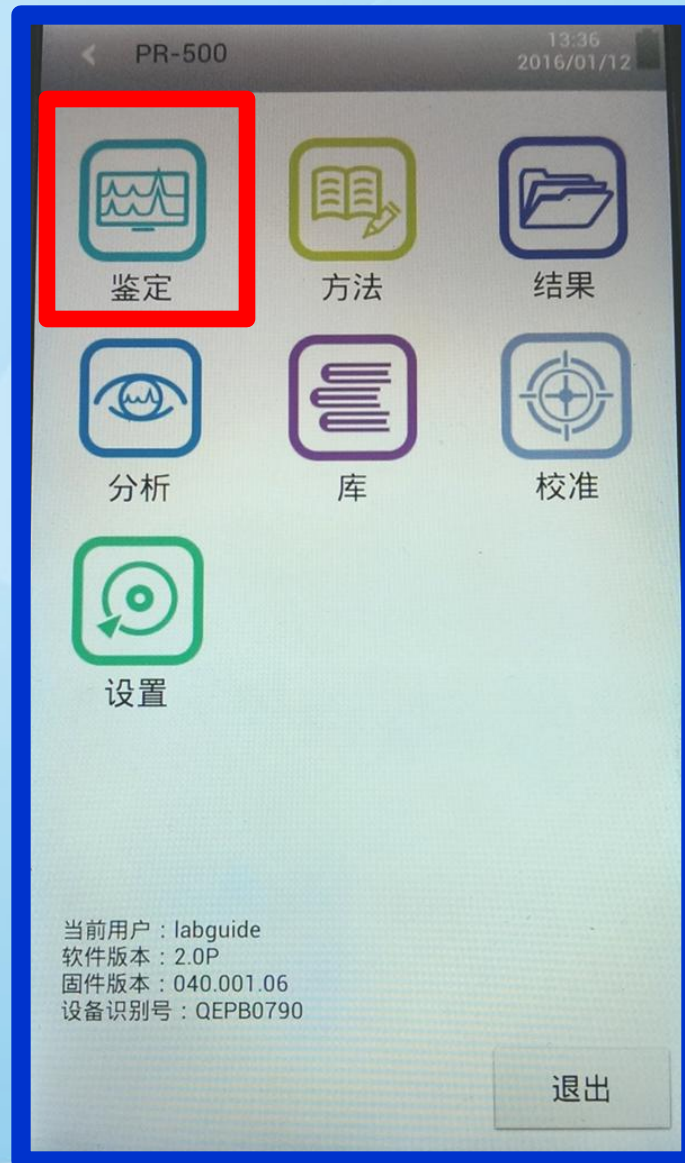 PR-500
13:36
2016/01/12
鉴定 方法 结果
分析 库 校准
设置
当前用户：labguide
软件版本：2.0P
固件版本：040.001.06
设备识别号：QEPB0790
退出